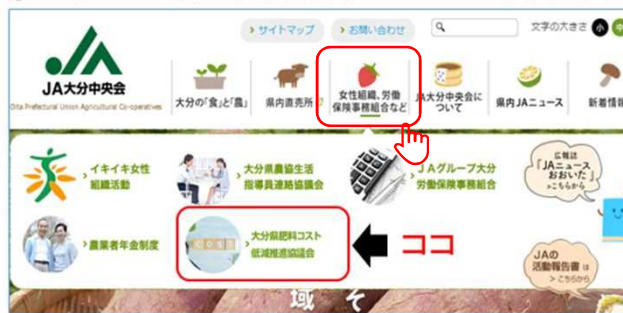 サイトマップ
お問い合わせ
文字の大きさ
小
中
JA大分中央会
Oita Prefectural Union Agricultural Co-operatives
大分の「食」と「農」
県内直売所
女性組織、労働
保険事務組合など
JA大分中央会に
ついて
県内JAニュース
新着情報
イキイキ女性
組織活動
大分県農協生活
指導員連絡協議会
JAグループ大分
労働保険事務組合
広報誌
「JAニュース
おおいた」
>こちらから
農業者年金制度
COST
大分県肥料コスト
低減推進協議会
ココ
JAの
活動報告書は
>こちらから
域 そ